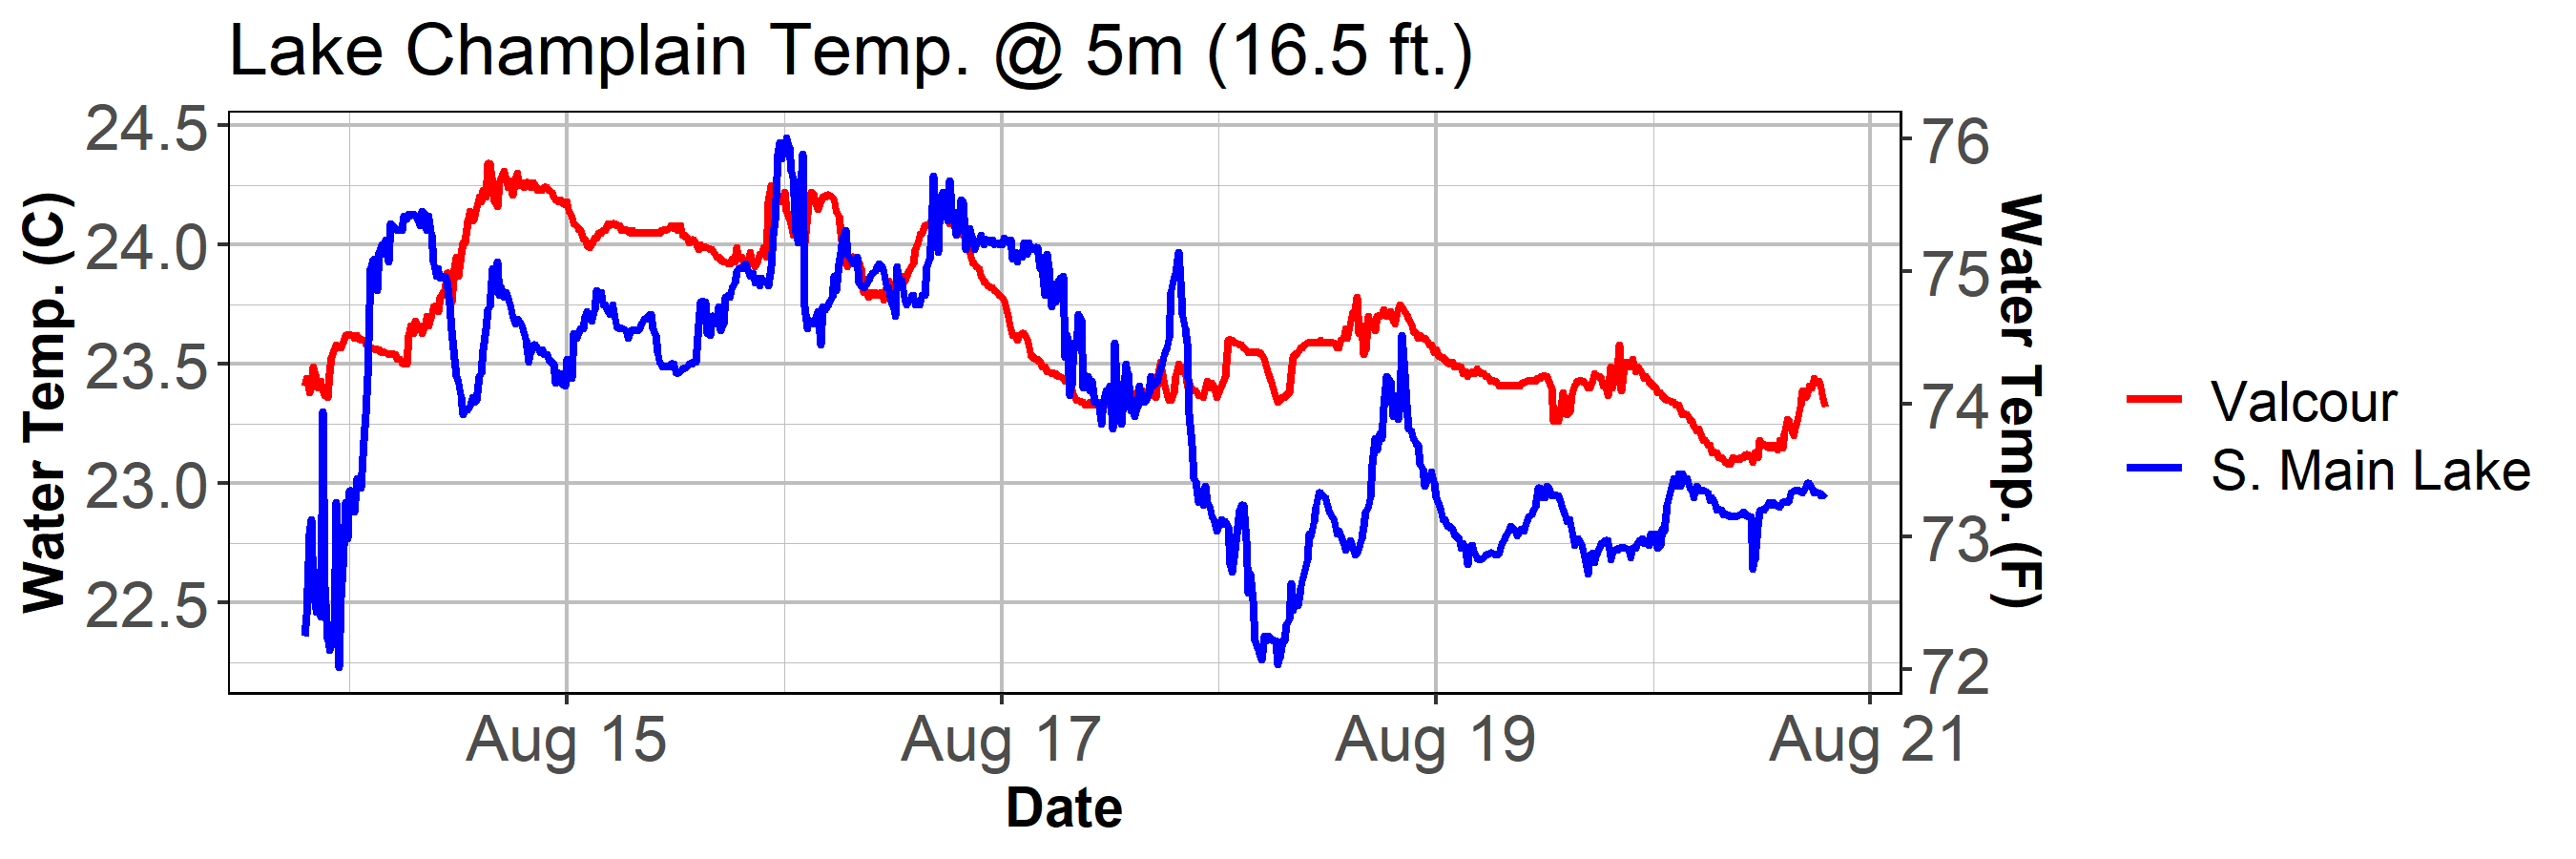 Lake Champlain Temp. @ 5m (16.5 ft.)
Water Temp. (C)
24.5
24.0
23.5
23.0
22.5
76
75
74
73
72
Water Temp. (F)
Aug 15
Aug 17
Aug 19
Aug 21
Date
Valcour
S. Main Lake